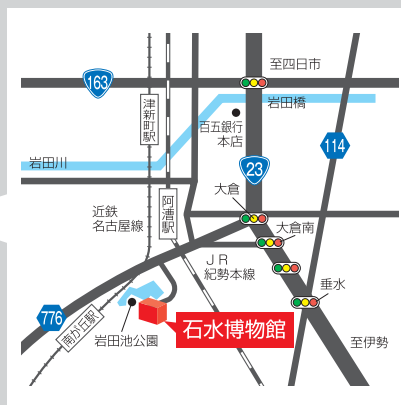 至四日市
163
岩田橋
津新町駅
百五銀行
本店
114
岩田川
23
大倉
近鉄
名古屋線
阿漕駅
大倉南
ＪＲ
紀勢本線
垂水
776
南が丘駅
岩田池公園
石水博物館
至伊勢